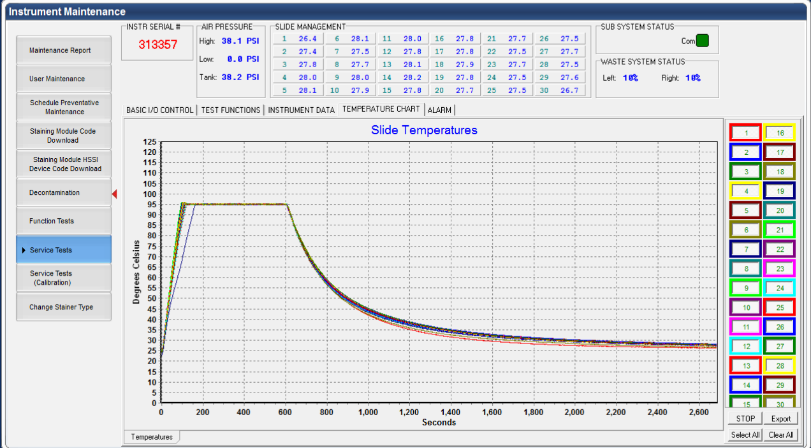 Instrument Maintenance
INSTR SERIAL #
313357
AIR PRESSURE
High: 38.1 PSI
Low: 0.0 PSI
Tank: 38.2 PSI
SLIDE MANAGEMENT
1 26.4 6 28.1 11 28.0 16 27.8 21 27.7 26 27.5
2 27.4 7 27.5 12 27.8 17 27.8 22 27.7 27 27.5
3 27.8 8 27.7 13 28.1 18 27.9 23 27.7 28 27.5
4 28.0 9 28.0 14 28.2 19 27.8 24 27.5 29 27.6
5 28.1 10 27.9 15 27.8 20 27.7 25 27.5 30 26.7
SUB SYSTEM STATUS
Com
WASTE SYSTEM STATUS
Left: 10% Right: 10%
Maintenance Report
User Maintenance
Schedule Preventative
Maintenance
Staining Module Code
Download
Staining Module HSSI
Device Code Download
Decontamination
Function Tests
Service Tests
Service Tests
(Calibration)
Change Stainer Type
BASIC I/O CONTROL TEST FUNCTIONS INSTRUMENT DATA TEMPERATURE CHART ALARM
Slide Temperatures
Degrees Celsius
125
120
115
110
105
100
95
90
85
80
75
70
65
60
55
50
45
40
35
30
25
20
15
10
5
0
0 200 400 600 800 1,000 1,200 1,400 1,600 1,800 2,000 2,200 2,400 2,600
Seconds
Temperatures
1 16
2 17
3 18
4 19
5 20
6 21
7 22
8 23
9 24
10 25
11 26
12 27
13 28
14 29
15 30
STOP Export
Select All Clear All